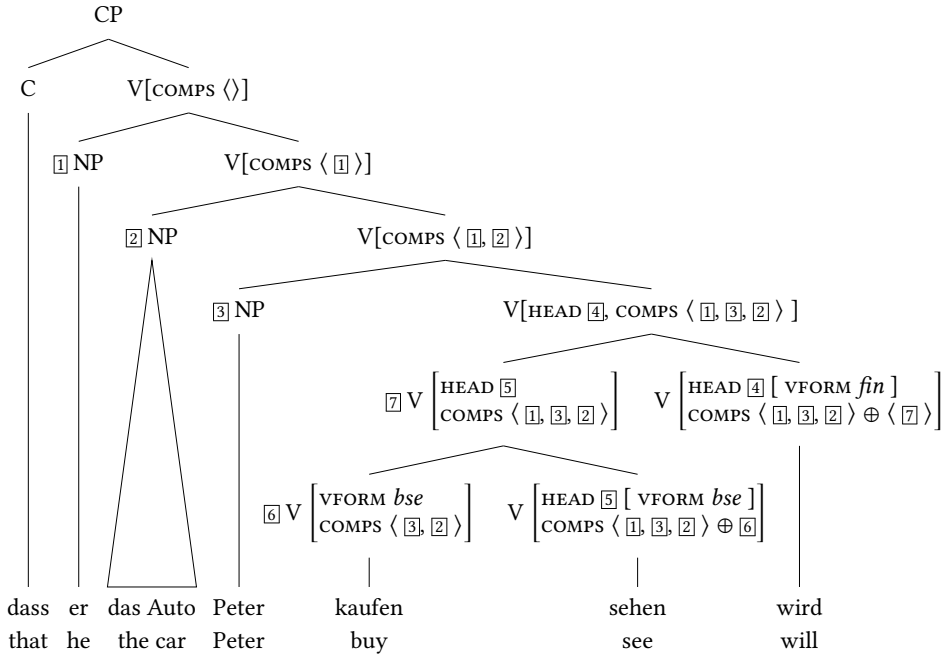 CP
C V[COMPS ⟨⟩]
1 NP V[COMPS ⟨ 1 ⟩]
2 NP V[COMPS ⟨ 1, 2 ⟩]
3 NP V[HEAD 4, COMPS ⟨ 1, 3, 2 ⟩ ]
7 V [HEAD 5 V [HEAD 4 [ VFORM fin ]
COMPS ⟨ 1, 3, 2 ⟩] COMPS ⟨ 1, 3, 2 ⟩ ⊕ ⟨ 7 ⟩]
6 V [VFORM bse V [HEAD 5 [ VFORM bse ]
COMPS ⟨ 3, 2 ⟩] COMPS ⟨ 1, 3, 2 ⟩ ⊕ 6]
dass er das Auto Peter kaufen sehen wird
that he the car Peter buy see will